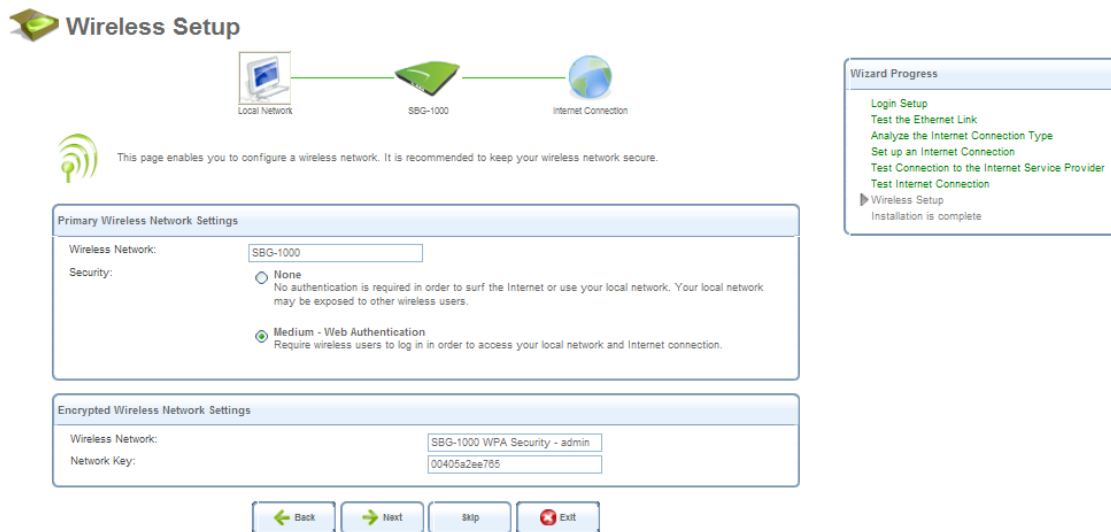 Wireless Setup
Local Network
SBG-1000
Internet Connection
This page enables you to configure a wireless network. It is recommended to keep your wireless network secure.
Primary Wireless Network Settings
Wireless Network:
SBG-1000
Security:
None
No authentication is required in order to surf the Internet or use your local network. Your local network
may be exposed to other wireless users.
Medium - Web Authentication
Require wireless users to log in in order to access your local network and Internet connection.
Encrypted Wireless Network Settings
Wireless Network:
SBG-1000 WPA Security - admin
Network Key:
00405a2ee765
Back
Next
Skip
Exit
Wizard Progress
Login Setup
Test the Ethernet Link
Analyze the Internet Connection Type
Set up an Internet Connection
Test Connection to the Internet Service Provider
Test Internet Connection
Wireless Setup
Installation is complete